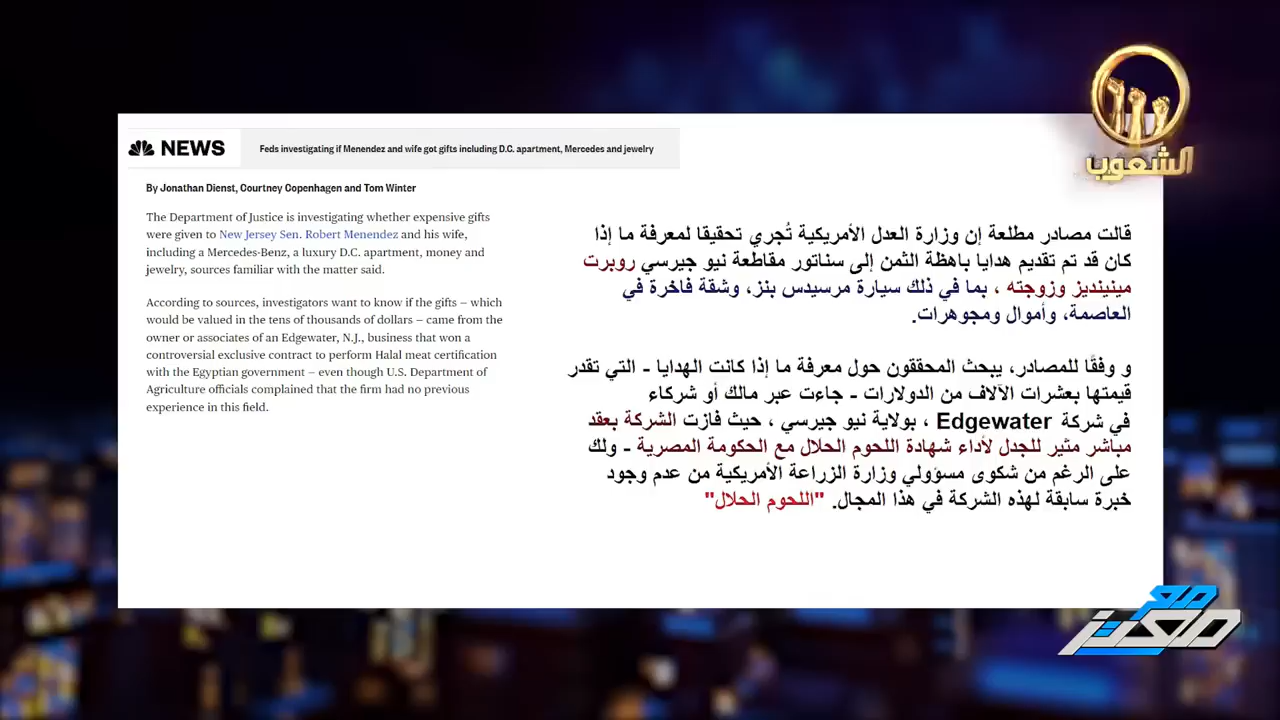 NEWS
Feds investigating if Menendez and wife got gifts including D.C. apartment, Mercedes and jewelry
By Jonathan Dienst, Courtney Copenhagen and Tom Winter
The Department of Justice is investigating whether expensive gifts
were given to New Jersey Sen. Robert Menendez and his wife,
including a Mercedes-Benz, a luxury D.C. apartment, money and
jewelry, sources familiar with the matter said.
According to sources, investigators want to know if the gifts — which
would be valued in the tens of thousands of dollars — came from the
owner or associates of an Edgewater, N.J., business that won a
controversial exclusive contract to perform Halal meat certification
with the Egyptian government — even though U.S. Department of
Agriculture officials complained that the firm had no previous
experience in this field.
الشعوب
قالت مصادر مطلعة إن وزارة العدل الأمريكية تُجري تحقيقا لمعرفة ما إذا
كان قد تم تقديم هدايا باهظة الثمن إلى سناتور مقاطعة نيو جيرسي روبرت
مينينديز وزوجته ، بما في ذلك سيارة مرسيدس بنز، وشقة فاخرة في
العاصمة، وأموال ومجوهرات.
و وفقًا للمصادر، يبحث المحققون حول معرفة ما إذا كانت الهدايا - التي تقدر
قيمتها بعشرات الآلاف من الدولارات - جاءت عبر مالك أو شركاء
في شركة Edgewater ، بولاية نيو جيرسي ، حيث فازت الشركة بعقد
مباشر مثير للجدل لأداء شهادة اللحوم الحلال مع الحكومة المصرية - ولك
على الرغم من شكوى مسؤولي وزارة الزراعة الأمريكية من عدم وجود
خبرة سابقة لهذه الشركة في هذا المجال. "اللحوم الحلال"
مع
معتز